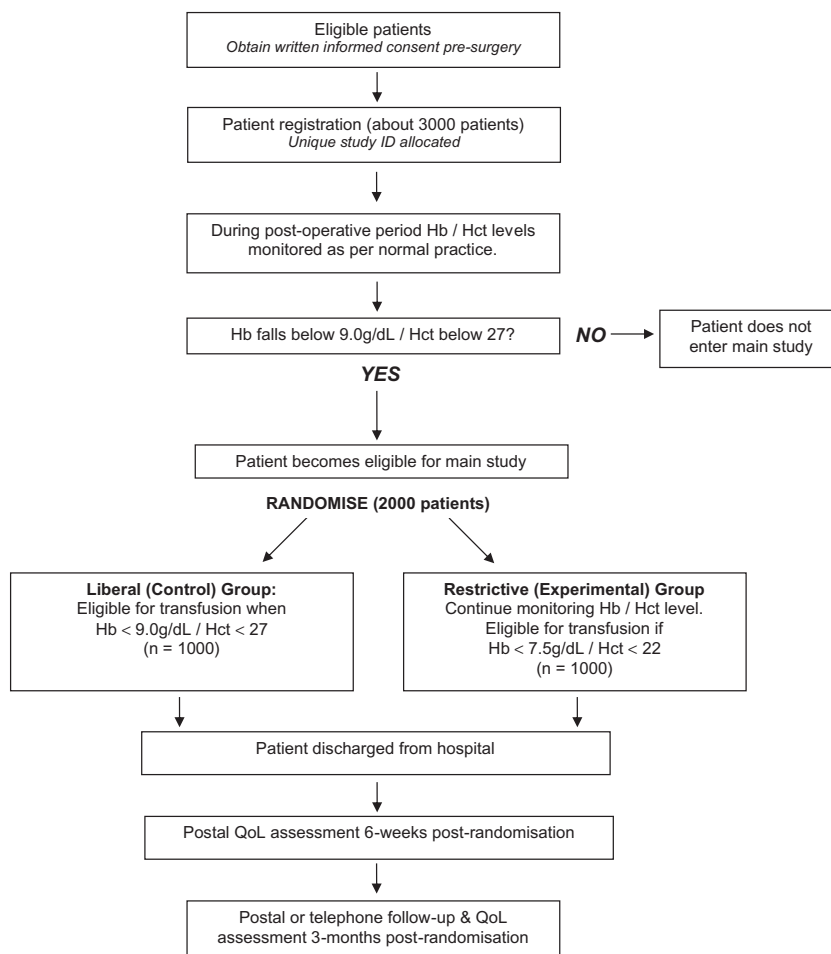 Eligible patients
Obtain written informed consent pre-surgery
Patient registration (about 3000 patients)
Unique study ID allocated
During post-operative period Hb / Hct levels
monitored as per normal practice.
Hb falls below 9.0g/dL / Hct below 27?
NO
Patient does not
enter main study
YES
Patient becomes eligible for main study
RANDOMISE (2000 patients)
Liberal (Control) Group:
Eligible for transfusion when
Hb < 9.0g/dL / Hct < 27
(n = 1000)
Restrictive (Experimental) Group
Continue monitoring Hb / Hct level.
Eligible for transfusion if
Hb < 7.5g/dL / Hct < 22
(n = 1000)
Patient discharged from hospital
Postal QoL assessment 6-weeks post-randomisation
Postal or telephone follow-up & QoL
assessment 3-months post-randomisation